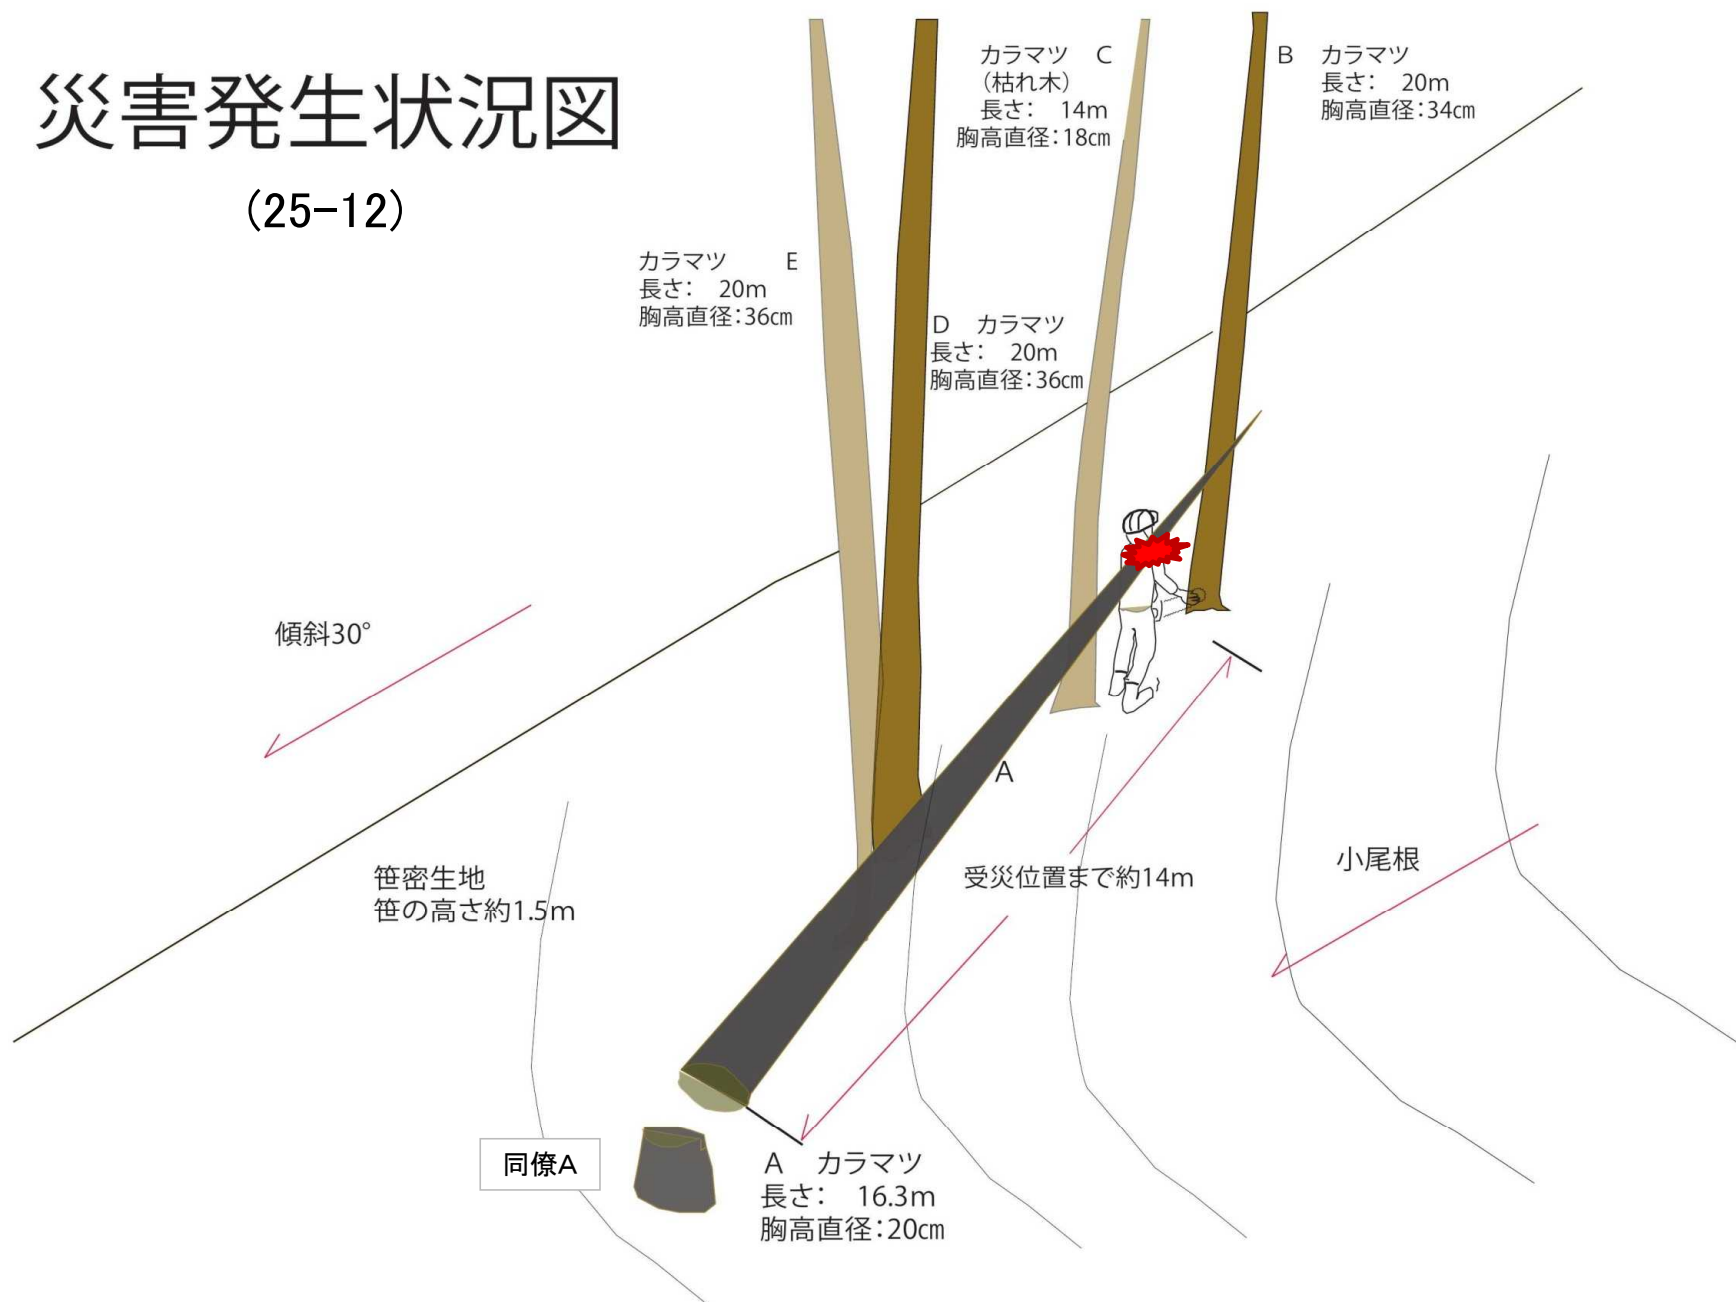 災害発生状況図
(25-12)
カラマツ C
(枯れ木)
長さ: 14m
胸高直径:18㎝
B カラマツ
長さ: 20m
胸高直径:34㎝
カラマツ E
長さ: 20m
胸高直径:36㎝
D カラマツ
長さ: 20m
胸高直径:36㎝
傾斜30°
A
笹密生地
笹の高さ約1.5m
受災位置まで約14m
小尾根
同僚A
A カラマツ
長さ: 16.3m
胸高直径:20㎝